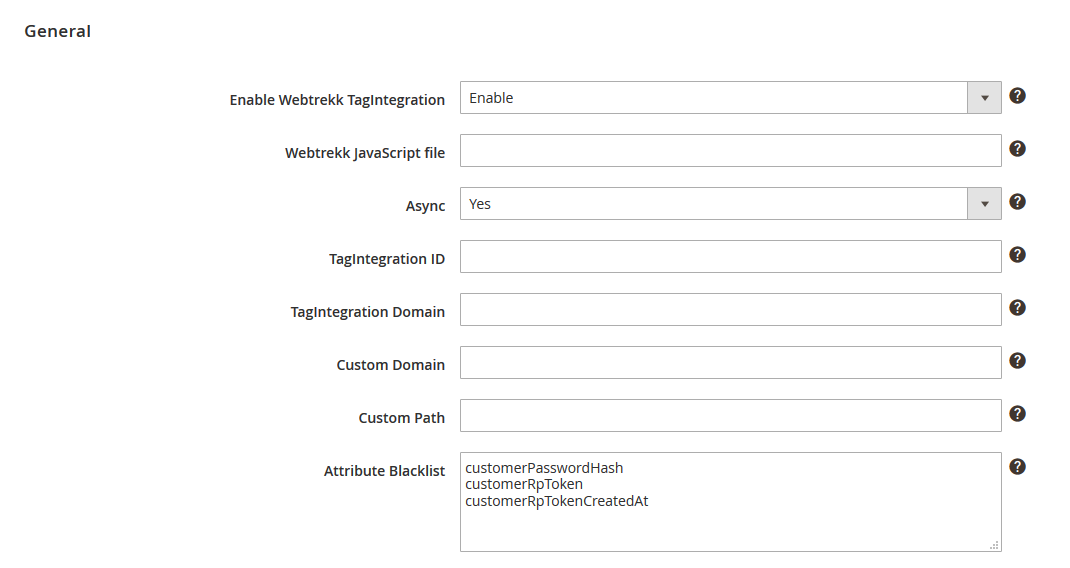 General
Enable Webtrekk TagIntegration Enable
Webtrekk JavaScript file
Async Yes
TagIntegration ID
TagIntegration Domain
Custom Domain
Custom Path
Attribute Blacklist customerPasswordHash
customerRpToken
customerRpTokenCreatedAt